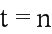 t = n